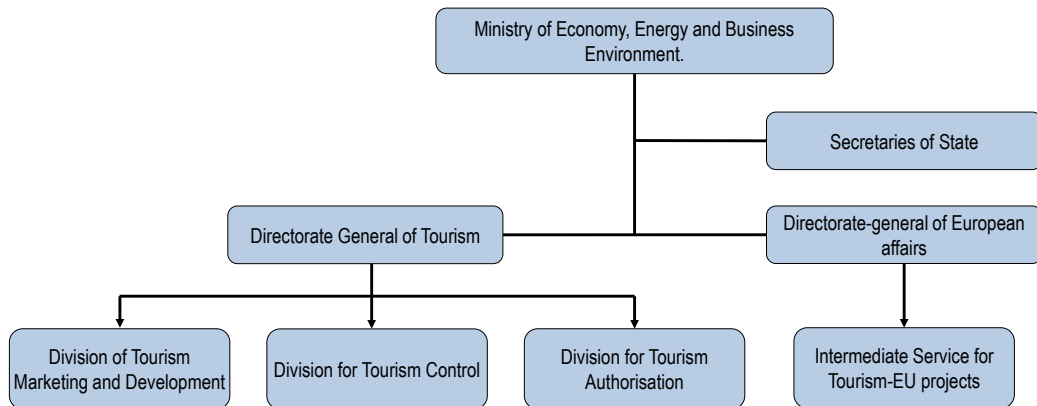 Ministry of Economy, Energy and Business
Environment.
Secretaries of State
Directorate General of Tourism
Directorate-general of European
affairs
Division of Tourism
Marketing and Development
Division for Tourism Control
Division for Tourism
Authorisation
Intermediate Service for
Tourism-EU projects